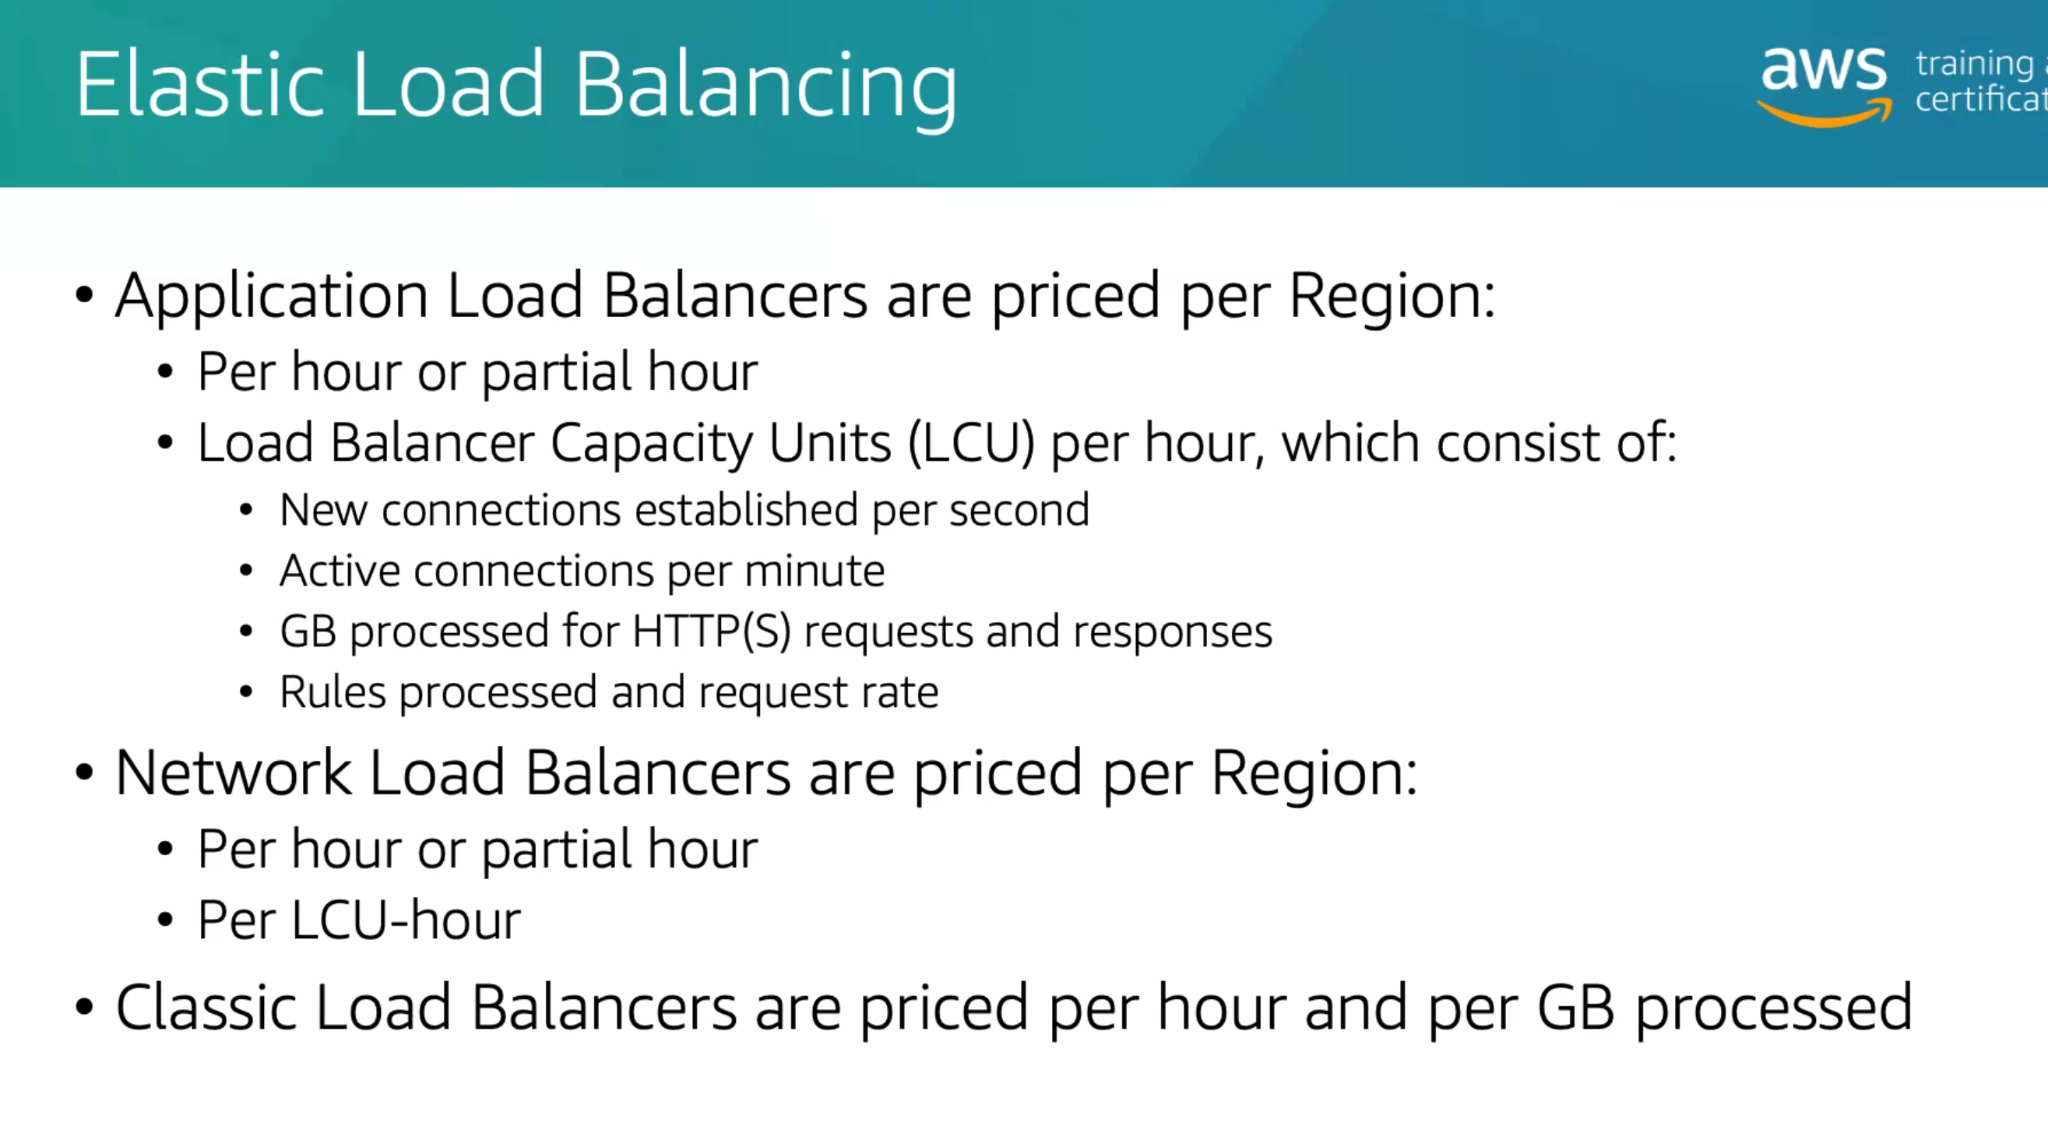 Elastic Load Balancing
aws training
• Application Load Balancers are priced per Region:
• Per hour or partial hour
• Load Balancer Capacity Units (LCU) per hour, which consist of:
• New connections established per second
• Active connections per minute
• GB processed for HTTP(S) requests and responses
• Rules processed and request rate
• Network Load Balancers are priced per Region:
• Per hour or partial hour
• Per LCU-hour
• Classic Load Balancers are priced per hour and per GB processed